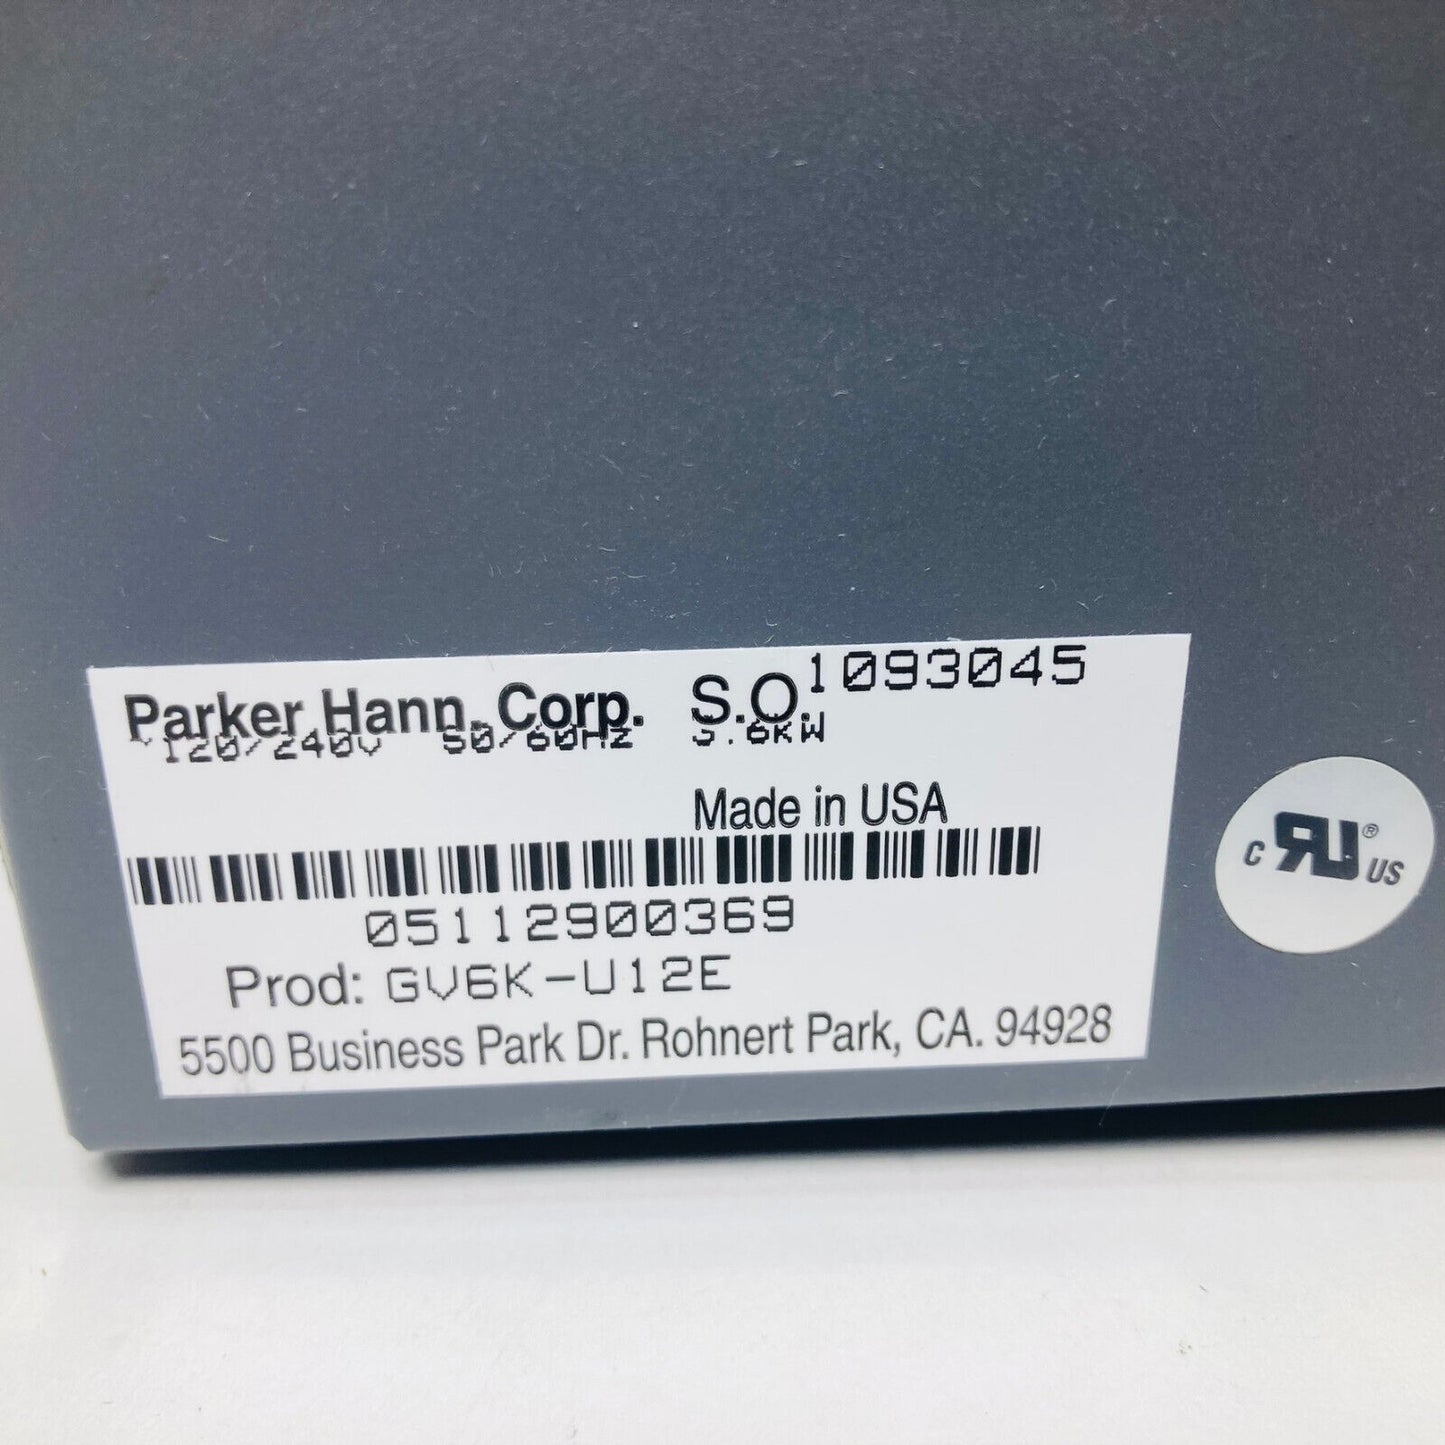 Parker Hann. Corp. S.O. 1093045
~120/240V 50/60Hz .6kW
Made in USA
05112900369
Prod: GV6K-U12E
5500 Business Park Dr. Rohnert Park, CA. 94928
C RU ® US